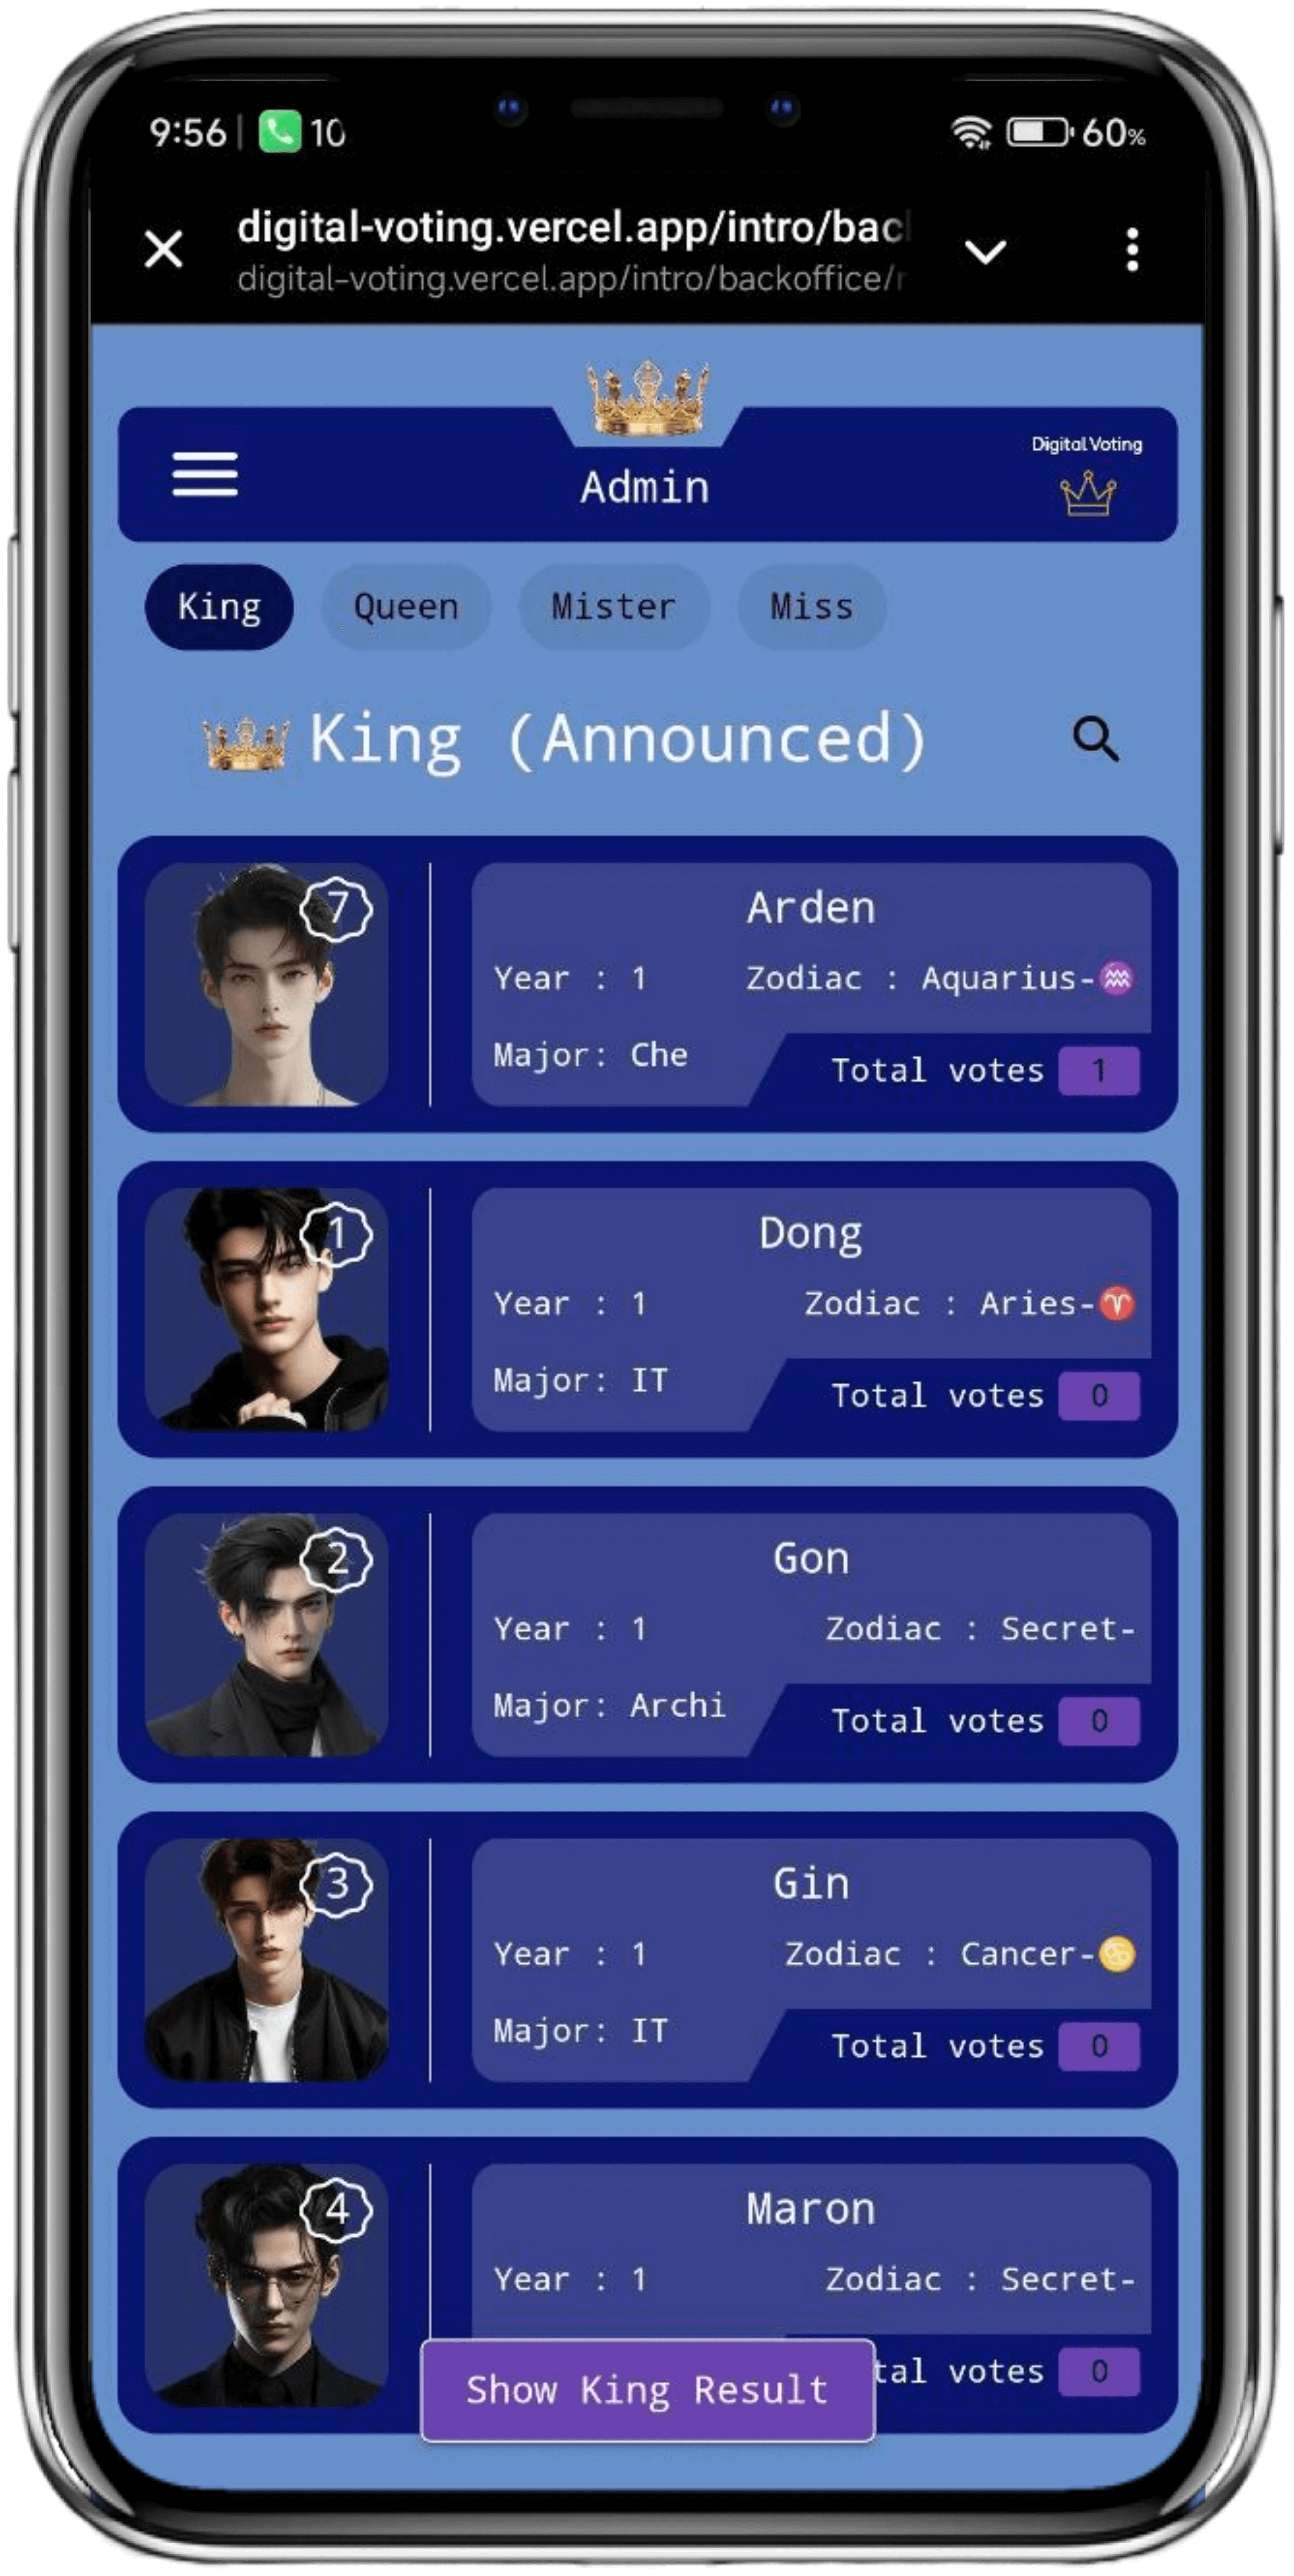 9:56 | 10 60%
digital-voting.vercel.app/intro/bac
digital-voting.vercel.app/intro/backoffice/r
Digital Voting
Admin
King Queen Mister Miss
King (Announced)
7
Arden
Year : 1 Zodiac : Aquarius-♒
Major: Che
Total votes 1
1
Dong
Year : 1 Zodiac : Aries-♈
Major: IT
Total votes 0
2
Gon
Year : 1 Zodiac : Secret-
Major: Archi
Total votes 0
3
Gin
Year : 1 Zodiac : Cancer-♋
Major: IT
Total votes 0
4
Maron
Year : 1 Zodiac : Secret-
tal votes 0
Show King Result